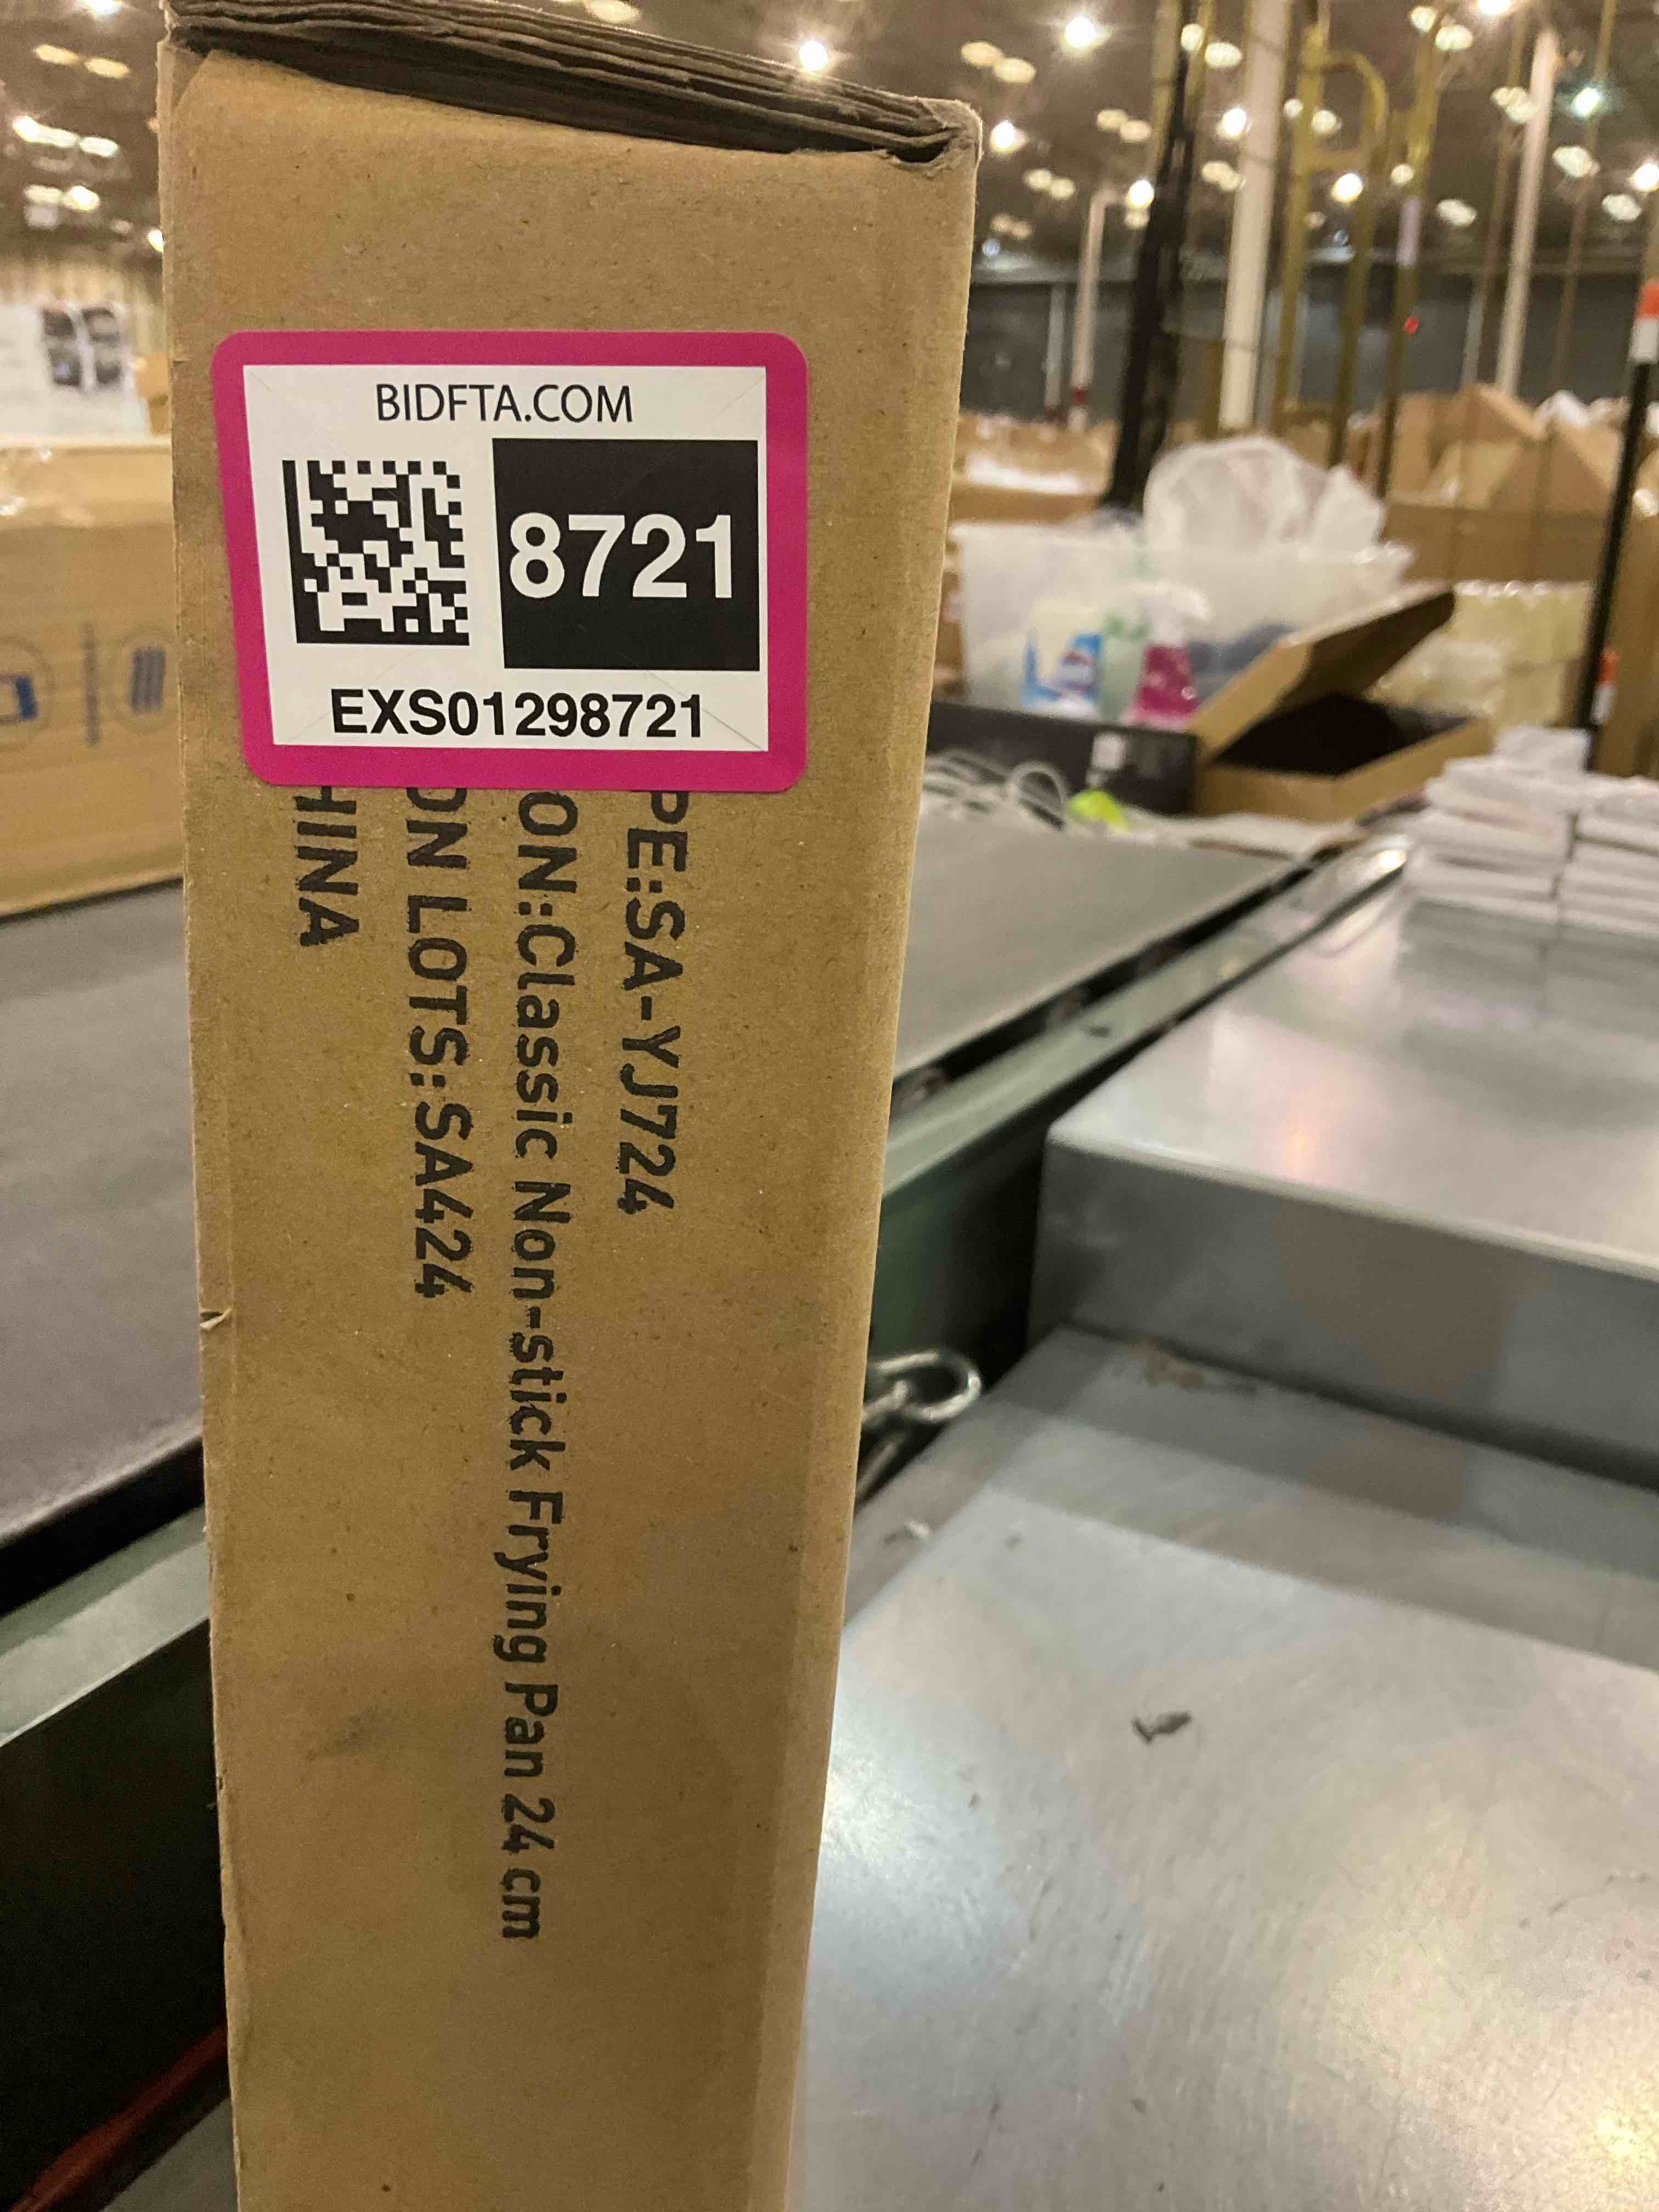 BIDFTA.COM
8721
EXS01298721
PE:SA-YJ724
ON:Classic Non-stick Frying Pan 24 cm
ON LOTS:SA424
HINA